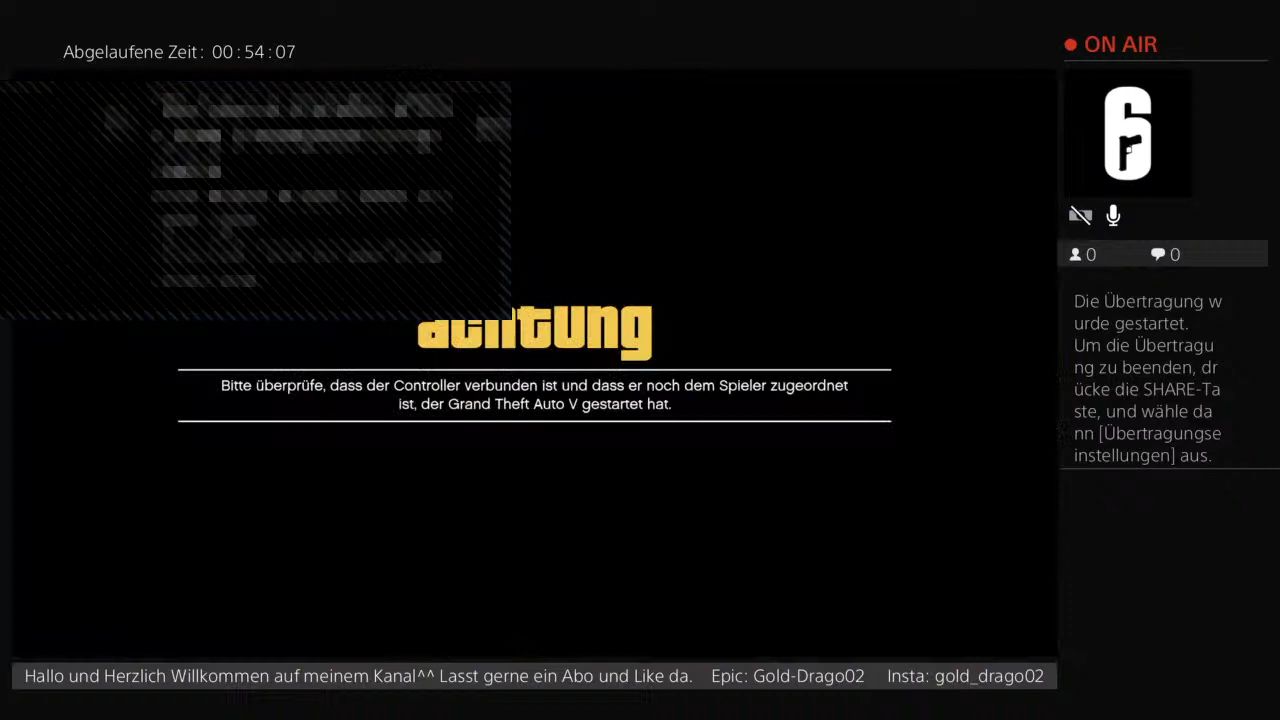 Abgelaufene Zeit: 00:54:07
ON AIR
6
0 0
Die Übertragung w
urde gestartet.
Um die Übertragu
ng zu beenden, dr
ücke die SHARE-Ta
ste, und wähle da
nn [Übertragungse
instellungen] aus.
achtung
Bitte überprüfe, dass der Controller verbunden ist und dass er noch dem Spieler zugeordnet
ist, der Grand Theft Auto V gestartet hat.
Hallo und Herzlich Willkommen auf meinem Kanal^^ Lasst gerne ein Abo und Like da. Epic: Gold-Drago02 Insta: gold_drago02